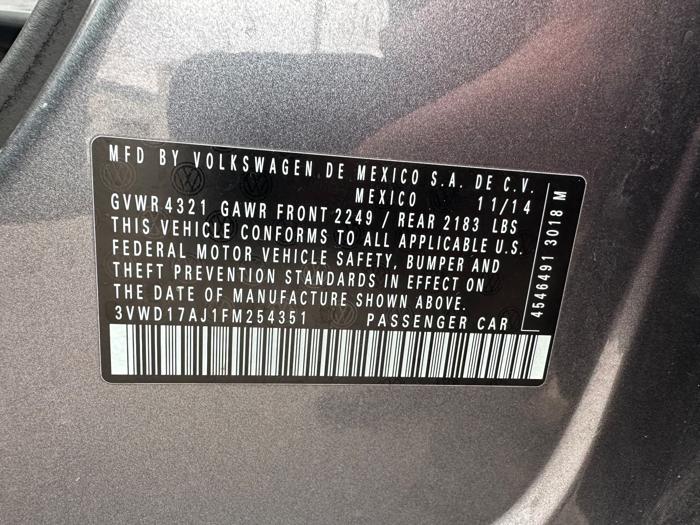 MFD BY VOLKSWAGEN DE MEXICO S.A. DE C.V.
MEXICO 11/14
GVWR 4321 GAWR FRONT 2249 / REAR 2183 LBS
THIS VEHICLE CONFORMS TO ALL APPLICABLE U.S.
FEDERAL MOTOR VEHICLE SAFETY, BUMPER AND
THEFT PREVENTION STANDARDS IN EFFECT ON
THE DATE OF MANUFACTURE SHOWN ABOVE.
3VWD17AJ1FM254351 PASSENGER CAR
4546491 3018 M